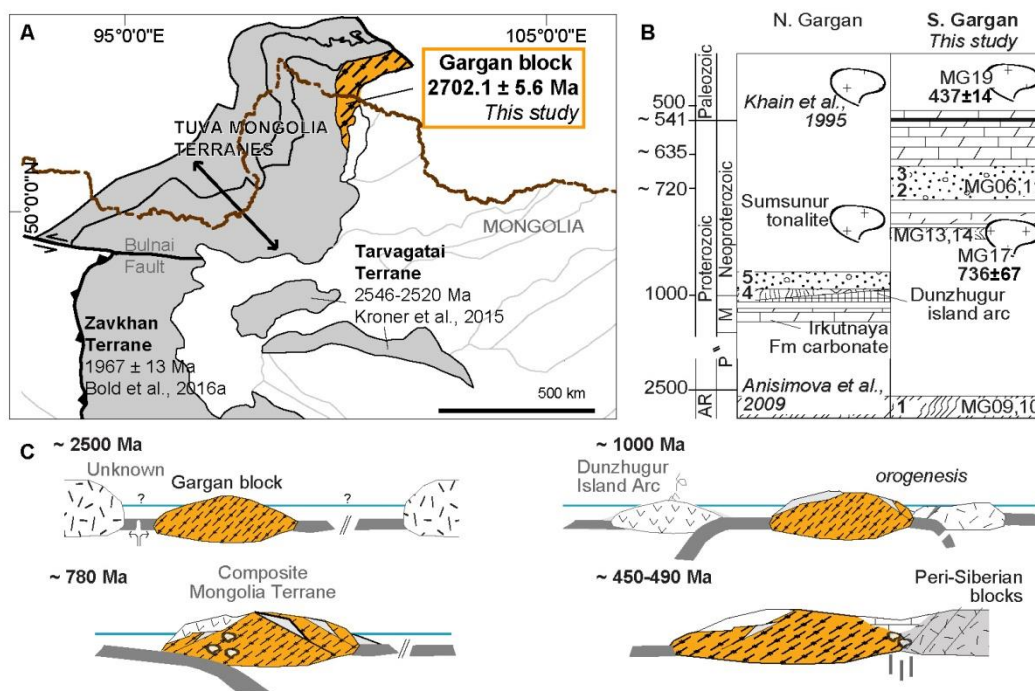 A
95°0'0"E
105°0'0"E
Gargan block
2702.1 ± 5.6 Ma
This study
TUVA MONGOLIA
TERRANES
50°0'0"N
Bulnai
Fault
MONGOLIA
Tarvagatai
Terrane
2546-2520 Ma
Kroner et al., 2015
Zavkhan
Terrane
1967 ± 13 Ma
Bold et al., 2016a
500 km
B
N. Gargan
S. Gargan
This study
Paleozoic
Proterozoic
Neoproterozoic
M
P
AR
500
~ 541
~ 635
~ 720
1000
2500
Khain et al.,
1995
Sumsunur
tonalite
5
4
Irkutnaya
Fm carbonate
Anisimova et al.,
2009
MG19
437±14
3
2
MG06,1
MG13,14
MG17
736±67
Dunzhugur
island arc
1
MG09,10
C
~ 2500 Ma
Unknown
?
Gargan block
?
~ 1000 Ma
Dunzhugur
Island Arc
orogenesis
~ 780 Ma
Composite
Mongolia Terrane
~ 450-490 Ma
Peri-Siberian
blocks